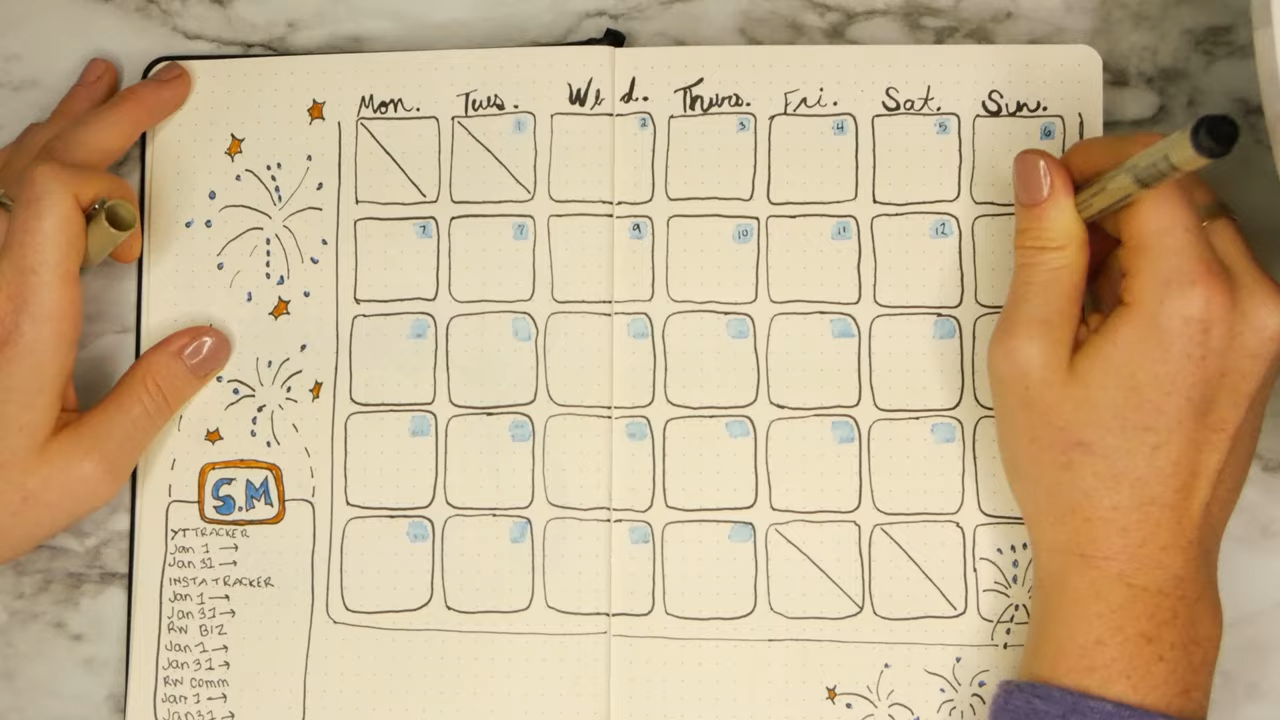 Mon. Tues. Wed. Thurs. Fri. Sat. Sun.
1 2 3 4 5 6
7 8 9 10 11 12
S.M
YT TRACKER
Jan 1 →
Jan 31 →
INSTA TRACKER
Jan 1 →
Jan 31 →
RW BIZ
Jan 1 →
Jan 31 →
RW Comm
Jan 1 →
Jan 31 →